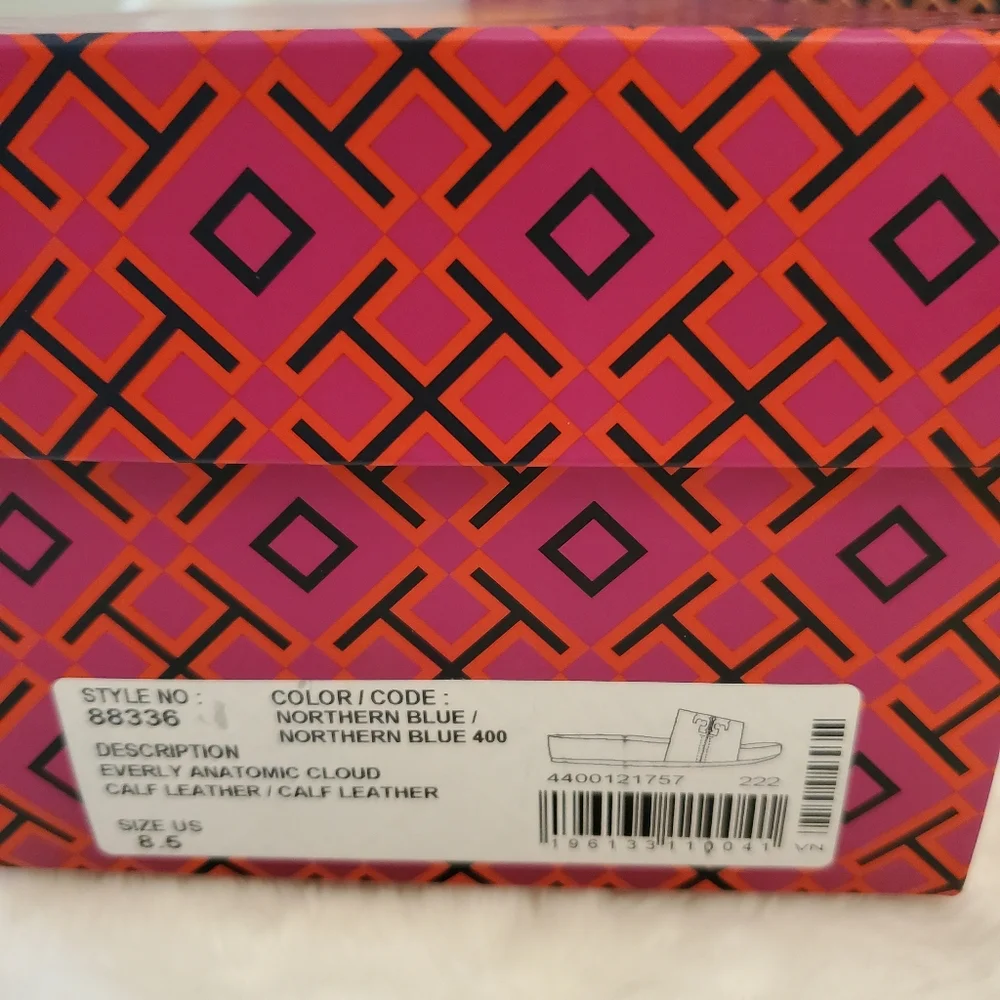 STYLE NO :
88336
COLOR / CODE :
NORTHERN BLUE /
NORTHERN BLUE 400
DESCRIPTION
EVERLY ANATOMIC CLOUD
CALF LEATHER / CALF LEATHER
SIZE US
8.5
4400121757 222
196133110041
VN